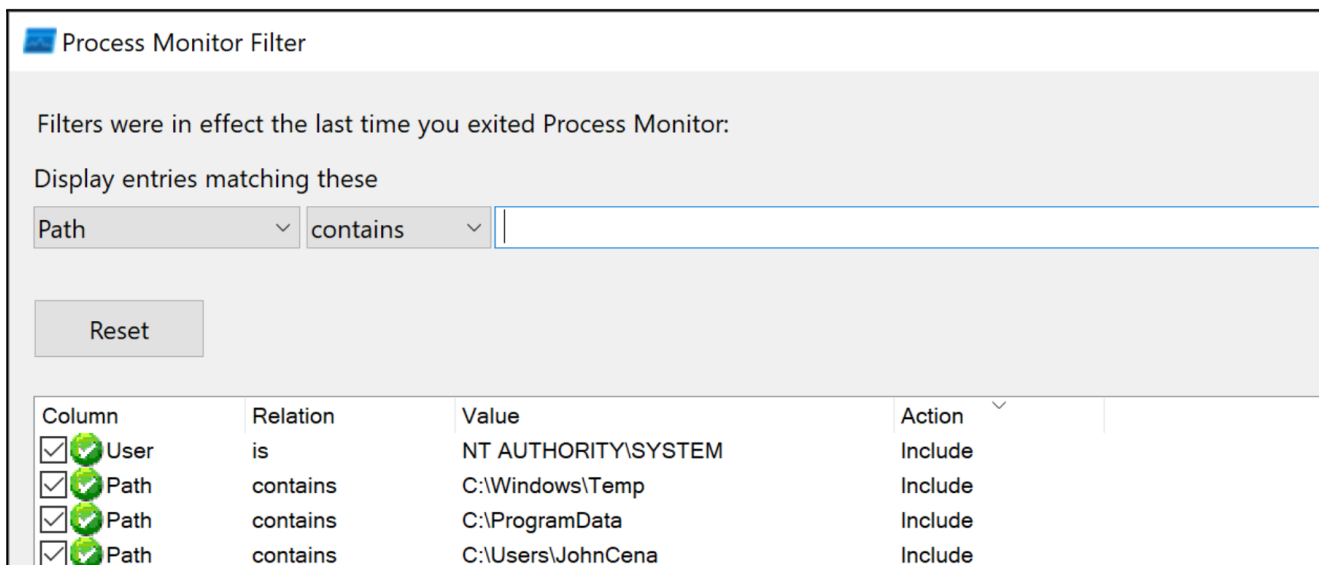 Process Monitor Filter
Filters were in effect the last time you exited Process Monitor:
Display entries matching these
Path contains
Reset
Column Relation Value Action
User is NT AUTHORITY\SYSTEM Include
Path contains C:\Windows\Temp Include
Path contains C:\ProgramData Include
Path contains C:\Users\JohnCena Include